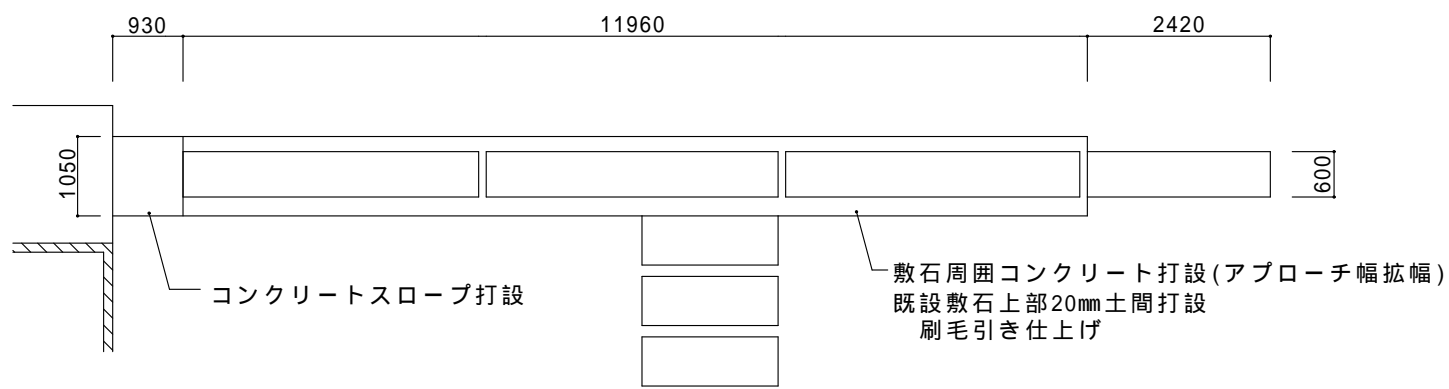 930
11960
2420
1050
600
コンクリートスロープ打設
敷石周囲コンクリート打設(アプローチ幅拡幅)
既設敷石上部20㎜土間打設
刷毛引き仕上げ